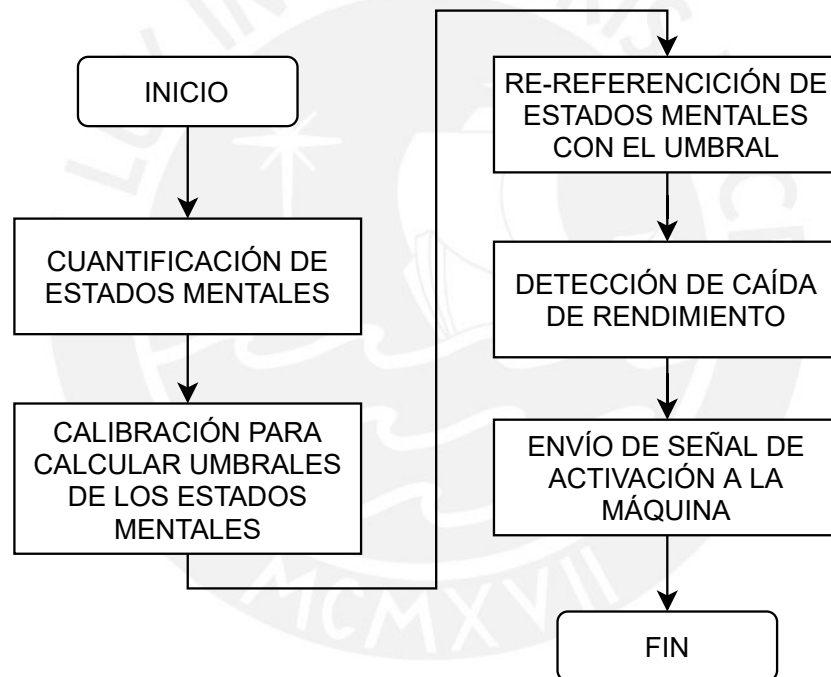 INICIO
CUANTIFICACIÓN DE
ESTADOS MENTALES
CALIBRACIÓN PARA
CALCULAR UMBRALES
DE LOS ESTADOS
MENTALES
RE-REFERENCICIÓN DE
ESTADOS MENTALES
CON EL UMBRAL
DETECCIÓN DE CAÍDA
DE RENDIMIENTO
ENVÍO DE SEÑAL DE
ACTIVACIÓN A LA
MÁQUINA
FIN
MCMXVII